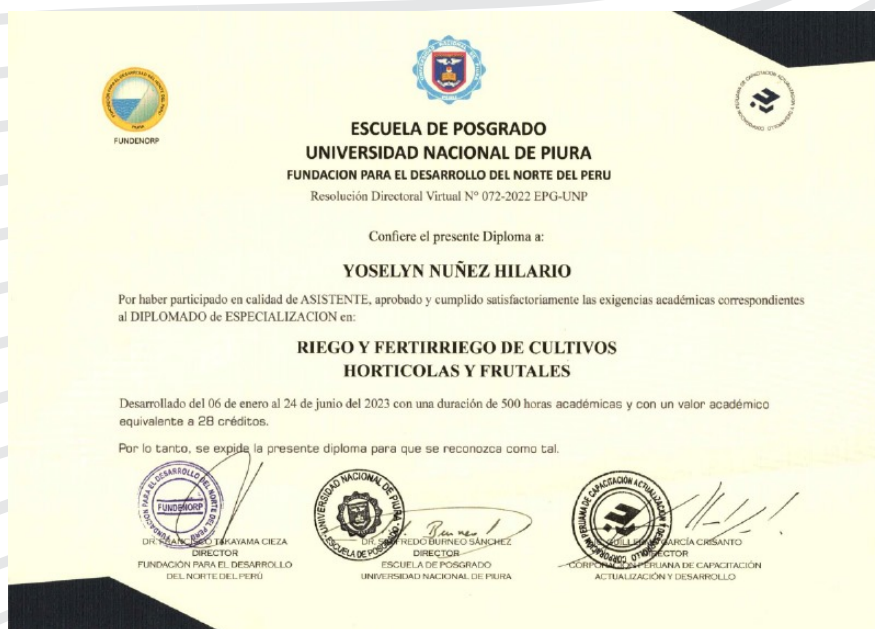 FUNDENORP
ESCUELA DE POSGRADO
UNIVERSIDAD NACIONAL DE PIURA
FUNDACION PARA EL DESARROLLO DEL NORTE DEL PERU
Resolución Directoral Virtual N° 072-2022 EPG-UNP
Confiere el presente Diploma a:
YOSELYN NUÑEZ HILARIO
Por haber participado en calidad de ASISTENTE, aprobado y cumplido satisfactoriamente las exigencias académicas correspondientes
al DIPLOMADO de ESPECIALIZACION en:
RIEGO Y FERTIRRIEGO DE CULTIVOS
HORTICOLAS Y FRUTALES
Desarrollado del 06 de enero al 24 de junio del 2023 con una duración de 500 horas académicas y con un valor académico
equivalente a 28 créditos.
Por lo tanto, se expide la presente diploma para que se reconozca como tal.
FUNDENORP
DR. TAKAYAMA CIEZA
DIRECTOR
FUNDACIÓN PARA EL DESARROLLO
DEL NORTE DEL PERÚ
UNIVERSIDAD NACIONAL DE PIURA
ESCUELA DE POSGRADO
DR. BURNEO SÁNCHEZ
DIRECTOR
ESCUELA DE POSGRADO
UNIVERSIDAD NACIONAL DE PIURA
GARCÍA CRISANTO
DIRECTOR
CORPORACIÓN PERUANA DE CAPACITACIÓN
ACTUALIZACIÓN Y DESARROLLO